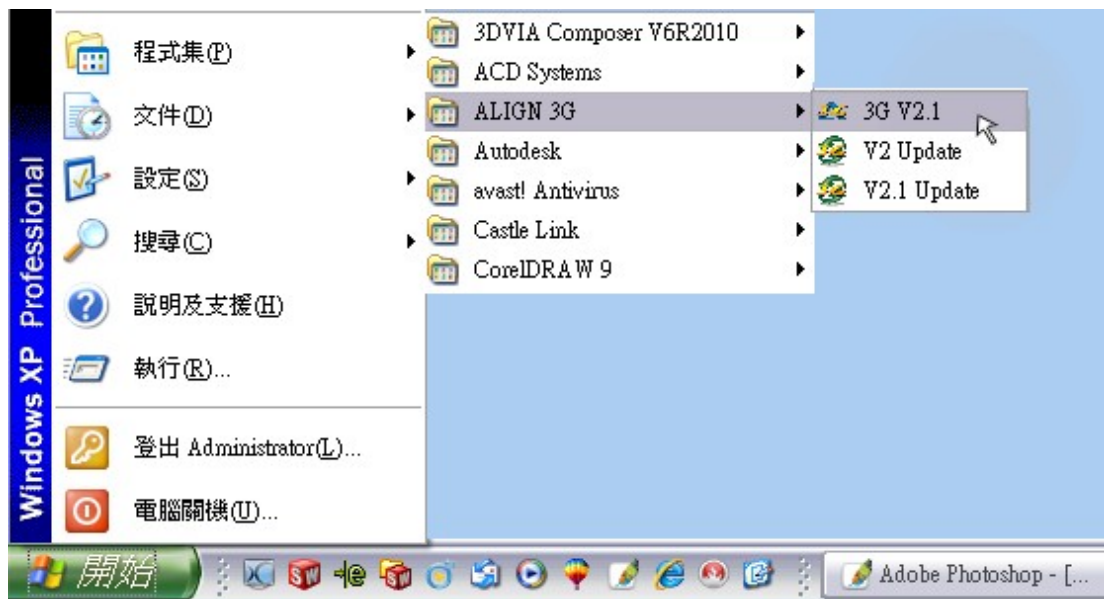 Windows XP Professional
程式集(P)
文件(D)
設定(S)
搜尋(C)
說明及支援(H)
執行(R)...
登出 Administrator(L)...
電腦關機(U)...
3DVIA Composer V6R2010
ACD Systems
ALIGN 3G
Autodesk
avast! Antivirus
Castle Link
CorelDRAW 9
3G V2.1
V2 Update
V2.1 Update
開始
Adobe Photoshop - [...